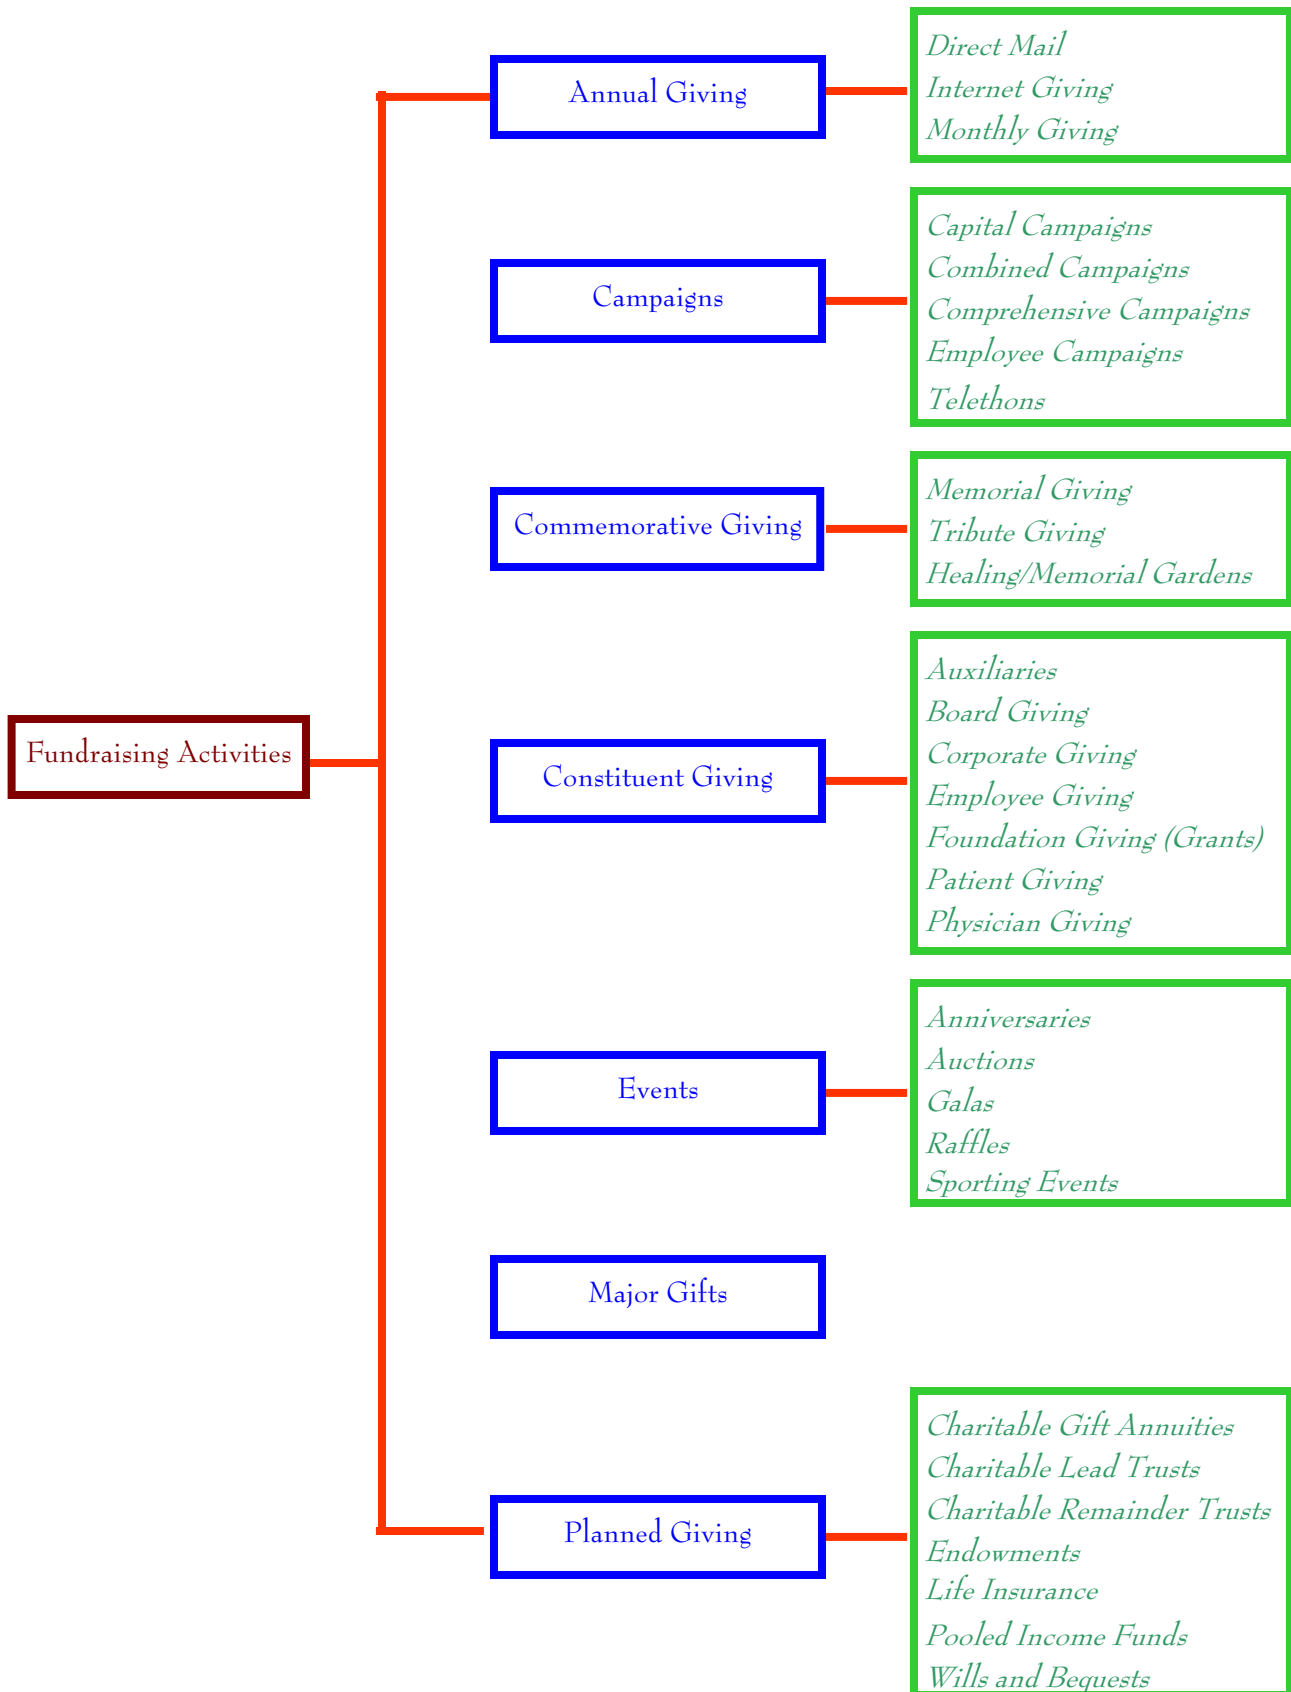 Fundraising Activities
Annual Giving
Direct Mail
Internet Giving
Monthly Giving
Campaigns
Capital Campaigns
Combined Campaigns
Comprehensive Campaigns
Employee Campaigns
Telethons
Commemorative Giving
Memorial Giving
Tribute Giving
Healing/Memorial Gardens
Constituent Giving
Auxiliaries
Board Giving
Corporate Giving
Employee Giving
Foundation Giving (Grants)
Patient Giving
Physician Giving
Events
Anniversaries
Auctions
Galas
Raffles
Sporting Events
Major Gifts
Planned Giving
Charitable Gift Annuities
Charitable Lead Trusts
Charitable Remainder Trusts
Endowments
Life Insurance
Pooled Income Funds
Wills and Bequests